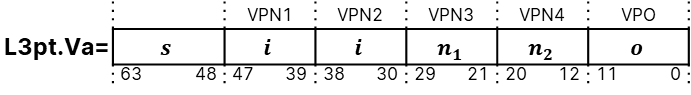 VPN1 VPN2 VPN3 VPN4 VPO
L3pt.Va= s i i n₁ n₂ o
63 48 47 39 38 30 29 21 20 12 11 0